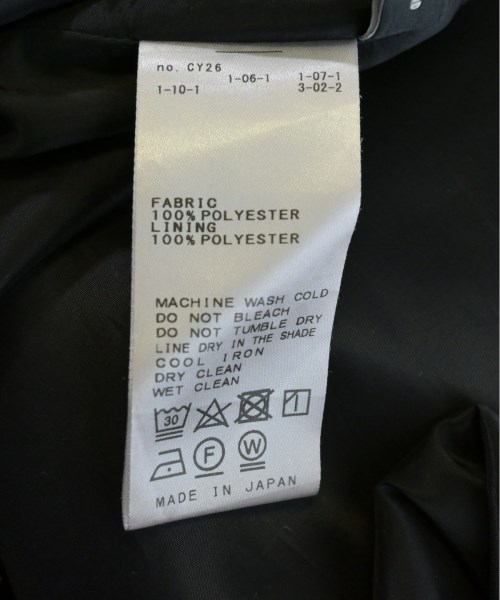 no. CY26
1-06-1 1-07-1
1-10-1 3-02-2
FABRIC
100% POLYESTER
LINING
100% POLYESTER
MACHINE WASH COLD
DO NOT BLEACH
DO NOT TUMBLE DRY
LINE DRY IN THE SHADE
COOL IRON
DRY CLEAN
WET CLEAN
30
F W
MADE IN JAPAN